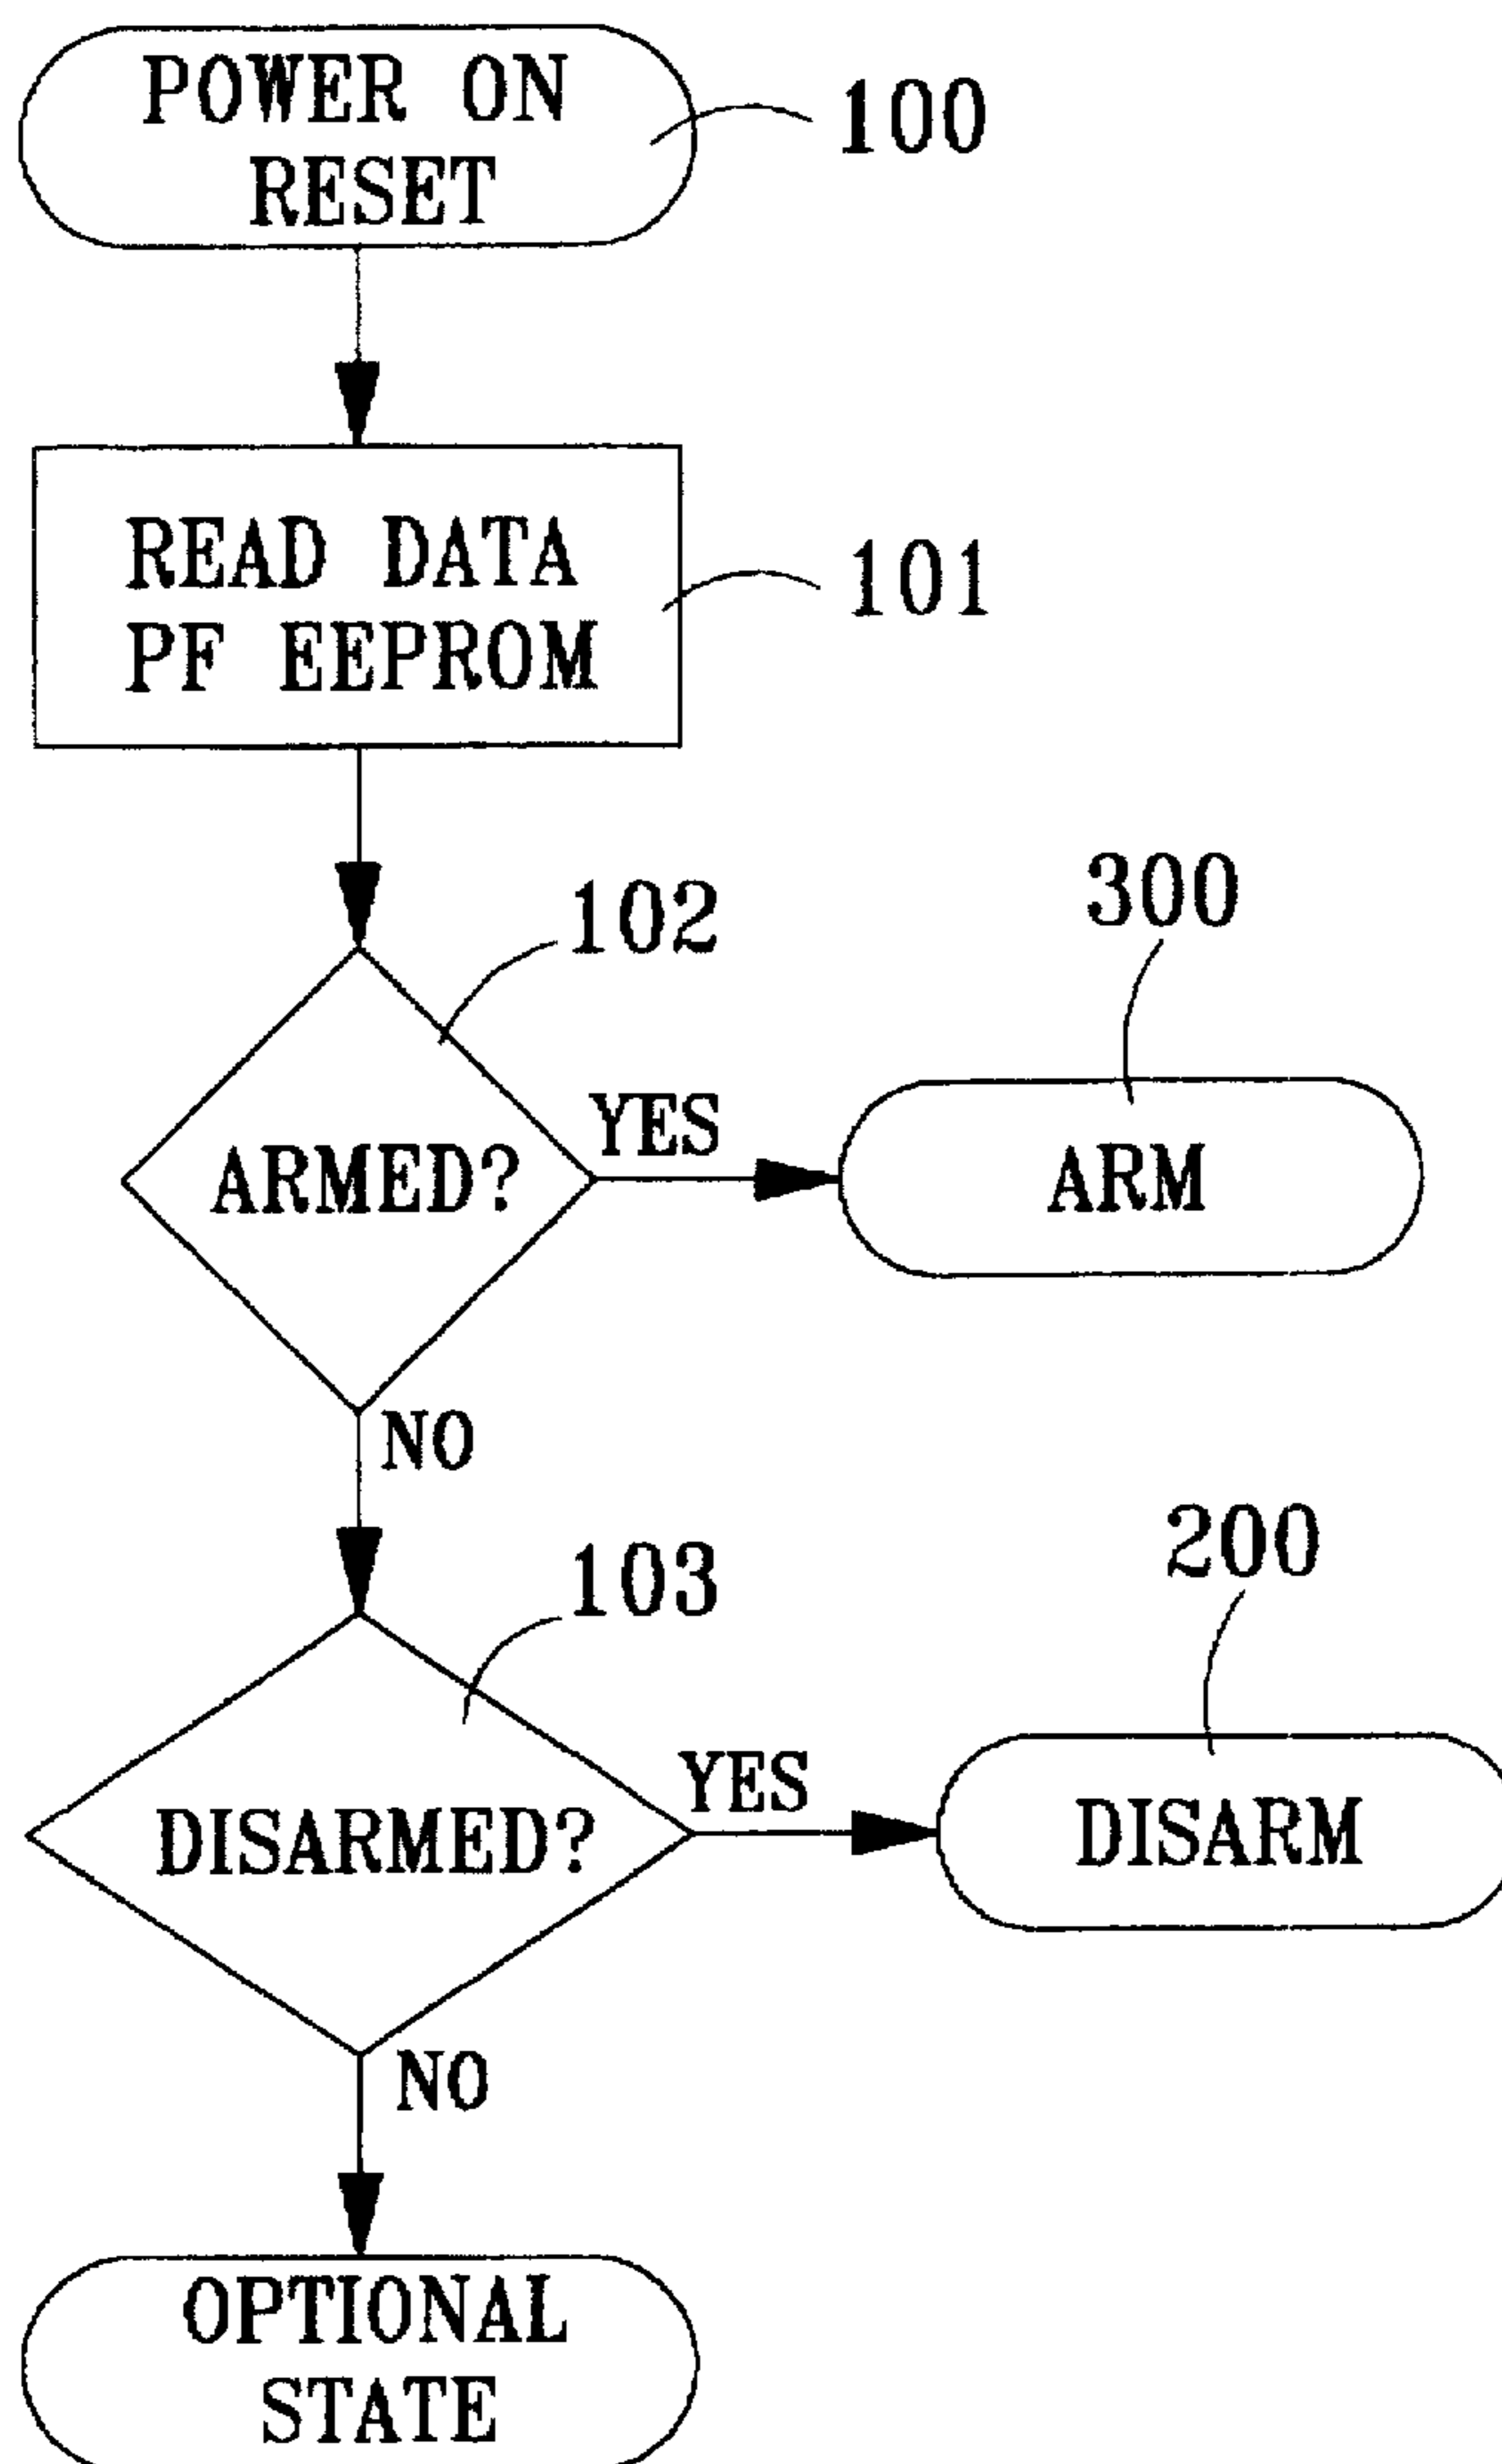 POWER ON
RESET
100
READ DATA
PF EEPROM
101
102
300
ARMED?
YES
ARM
NO
103
200
DISARMED?
YES
DISARM
NO
OPTIONAL
STATE